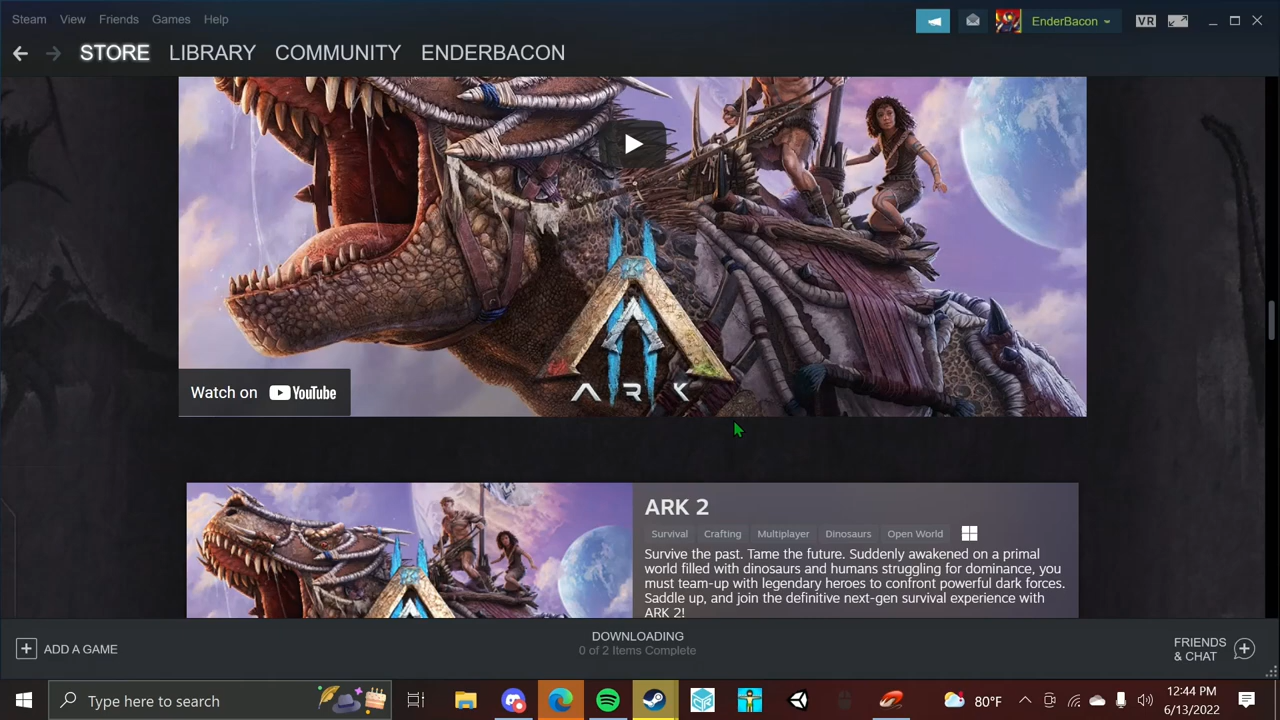 Steam View Friends Games Help
EnderBacon
VR
STORE LIBRARY COMMUNITY ENDERBACON
Watch on YouTube
ARK
ARK 2
Survival Crafting Multiplayer Dinosaurs Open World
Survive the past. Tame the future. Suddenly awakened on a primal
world filled with dinosaurs and humans struggling for dominance, you
must team-up with legendary heroes to confront powerful dark forces.
Saddle up, and join the definitive next-gen survival experience with
ARK 2!
ADD A GAME
DOWNLOADING
0 of 2 Items Complete
FRIENDS
& CHAT
Type here to search
80°F
12:44 PM
6/13/2022